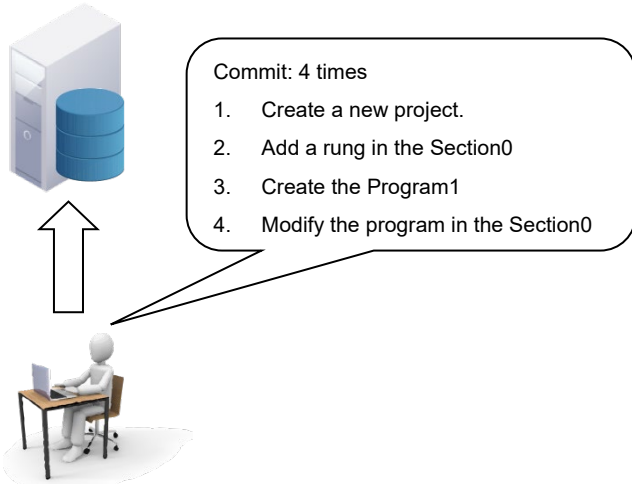 Commit: 4 times
1. Create a new project.
2. Add a rung in the Section0
3. Create the Program1
4. Modify the program in the Section0